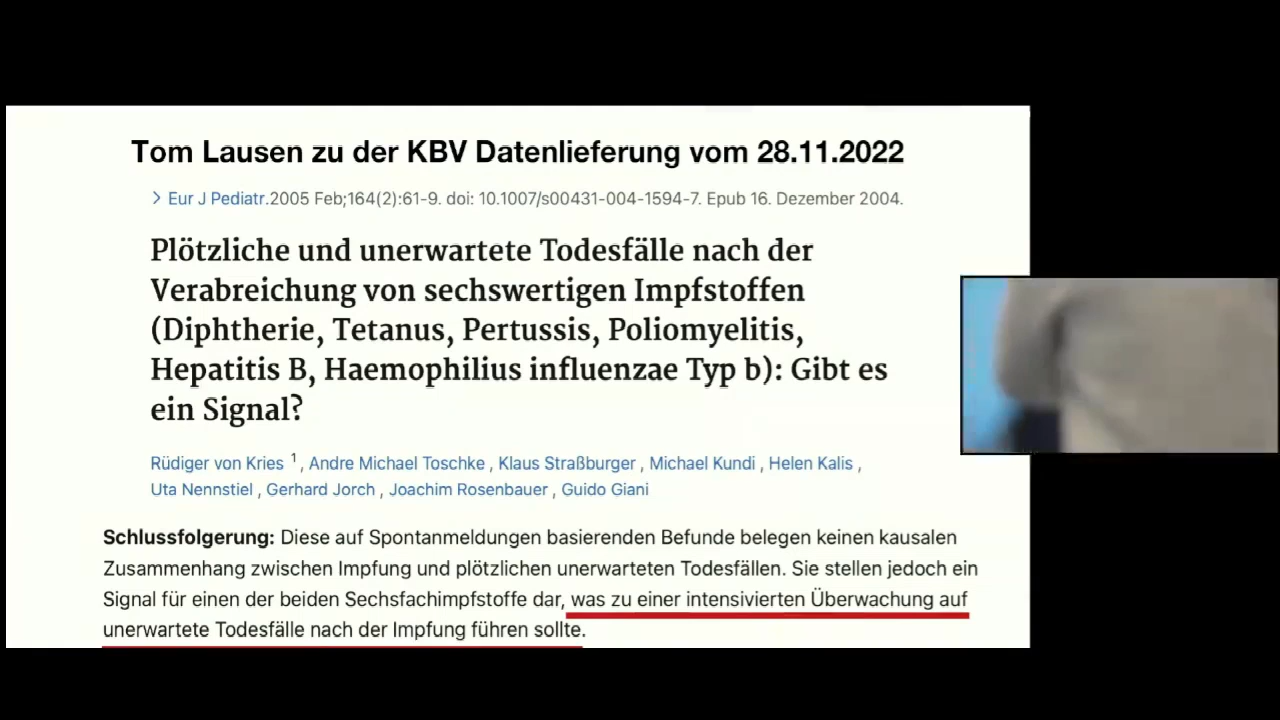 Tom Lausen zu der KBV Datenlieferung vom 28.11.2022
> Eur J Pediatr.2005 Feb;164(2):61-9. doi: 10.1007/s00431-004-1594-7. Epub 16. Dezember 2004.
Plötzliche und unerwartete Todesfälle nach der
Verabreichung von sechswertigen Impfstoffen
(Diphtherie, Tetanus, Pertussis, Poliomyelitis,
Hepatitis B, Haemophilius influenzae Typ b): Gibt es
ein Signal?
Rüdiger von Kries 1 , Andre Michael Toschke , Klaus Straßburger , Michael Kundi , Helen Kalis ,
Uta Nennstiel , Gerhard Jorch , Joachim Rosenbauer , Guido Giani
Schlussfolgerung: Diese auf Spontanmeldungen basierenden Befunde belegen keinen kausalen
Zusammenhang zwischen Impfung und plötzlichen unerwarteten Todesfällen. Sie stellen jedoch ein
Signal für einen der beiden Sechsfachimpfstoffe dar, was zu einer intensivierten Überwachung auf
unerwartete Todesfälle nach der Impfung führen sollte.